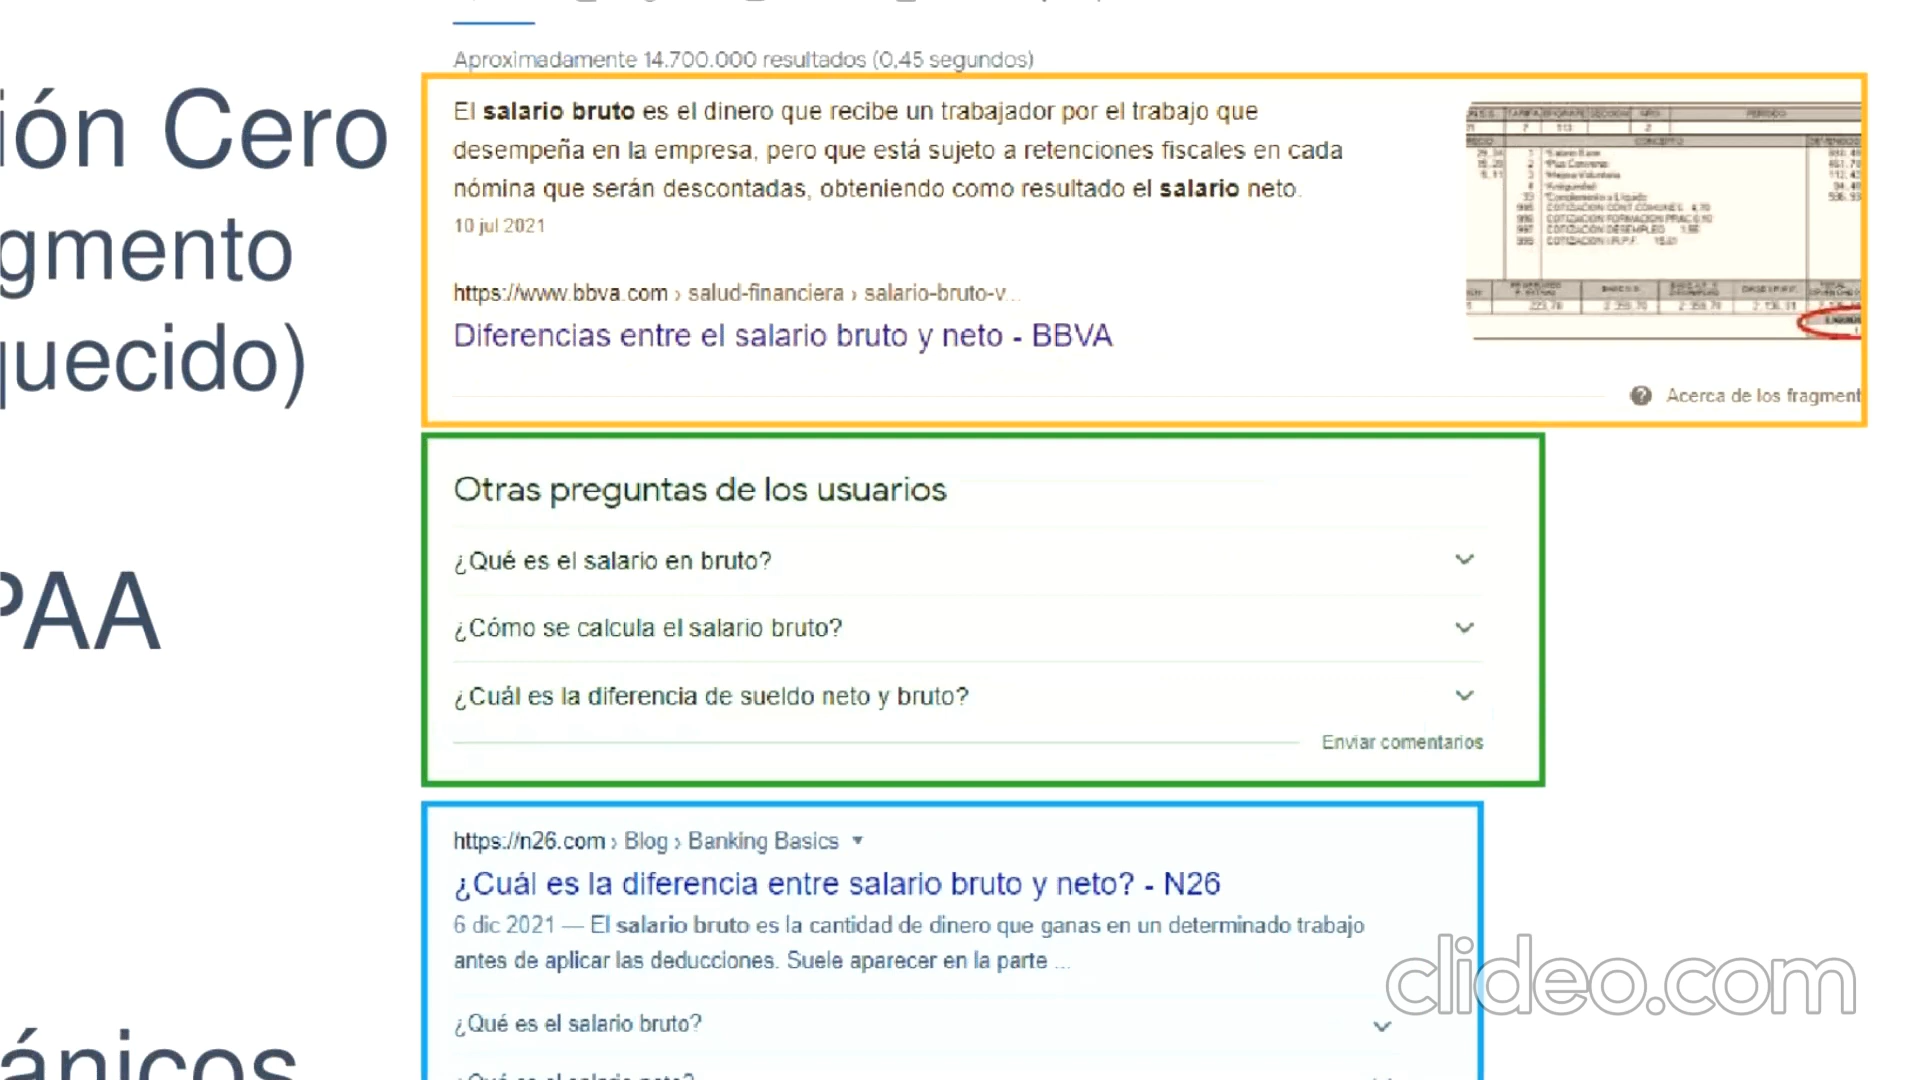 Aproximadamente 14.700.000 resultados (0,45 segundos)
ión Cero
gmento
quecido)
PAA
ánicos
El salario bruto es el dinero que recibe un trabajador por el trabajo que
desempeña en la empresa, pero que está sujeto a retenciones fiscales en cada
nómina que serán descontadas, obteniendo como resultado el salario neto.
10 jul 2021
https://www.bbva.com › salud-financiera › salario-bruto-v...
Diferencias entre el salario bruto y neto - BBVA
Acerca de los fragment
Otras preguntas de los usuarios
¿Qué es el salario en bruto?
¿Cómo se calcula el salario bruto?
¿Cuál es la diferencia de sueldo neto y bruto?
Enviar comentarios
https://n26.com › Blog › Banking Basics
¿Cuál es la diferencia entre salario bruto y neto? - N26
6 dic 2021 — El salario bruto es la cantidad de dinero que ganas en un determinado trabajo
antes de aplicar las deducciones. Suele aparecer en la parte ...
¿Qué es el salario bruto?
¿Qué es el salario neto?
clideo.com